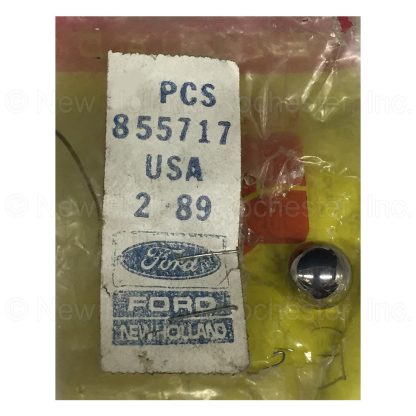 PCS
855717
USA
2 89
Ford
FORD
NEW HOLLAND